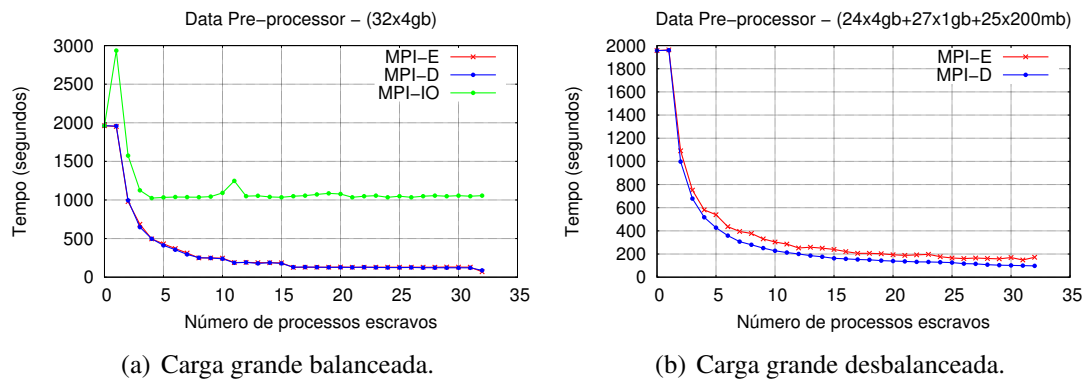 Data Pre-processor - (32x4gb)
3000
2500
2000
1500
1000
500
0
0 5 10 15 20 25 30 35
Tempo (segundos)
Número de processos escravos
MPI-E
MPI-D
MPI-IO
(a) Carga grande balanceada.
Data Pre-processor - (24x4gb+27x1gb+25x200mb)
2000
1800
1600
1400
1200
1000
800
600
400
200
0
0 5 10 15 20 25 30 35
Tempo (segundos)
Número de processos escravos
MPI-E
MPI-D
(b) Carga grande desbalanceada.